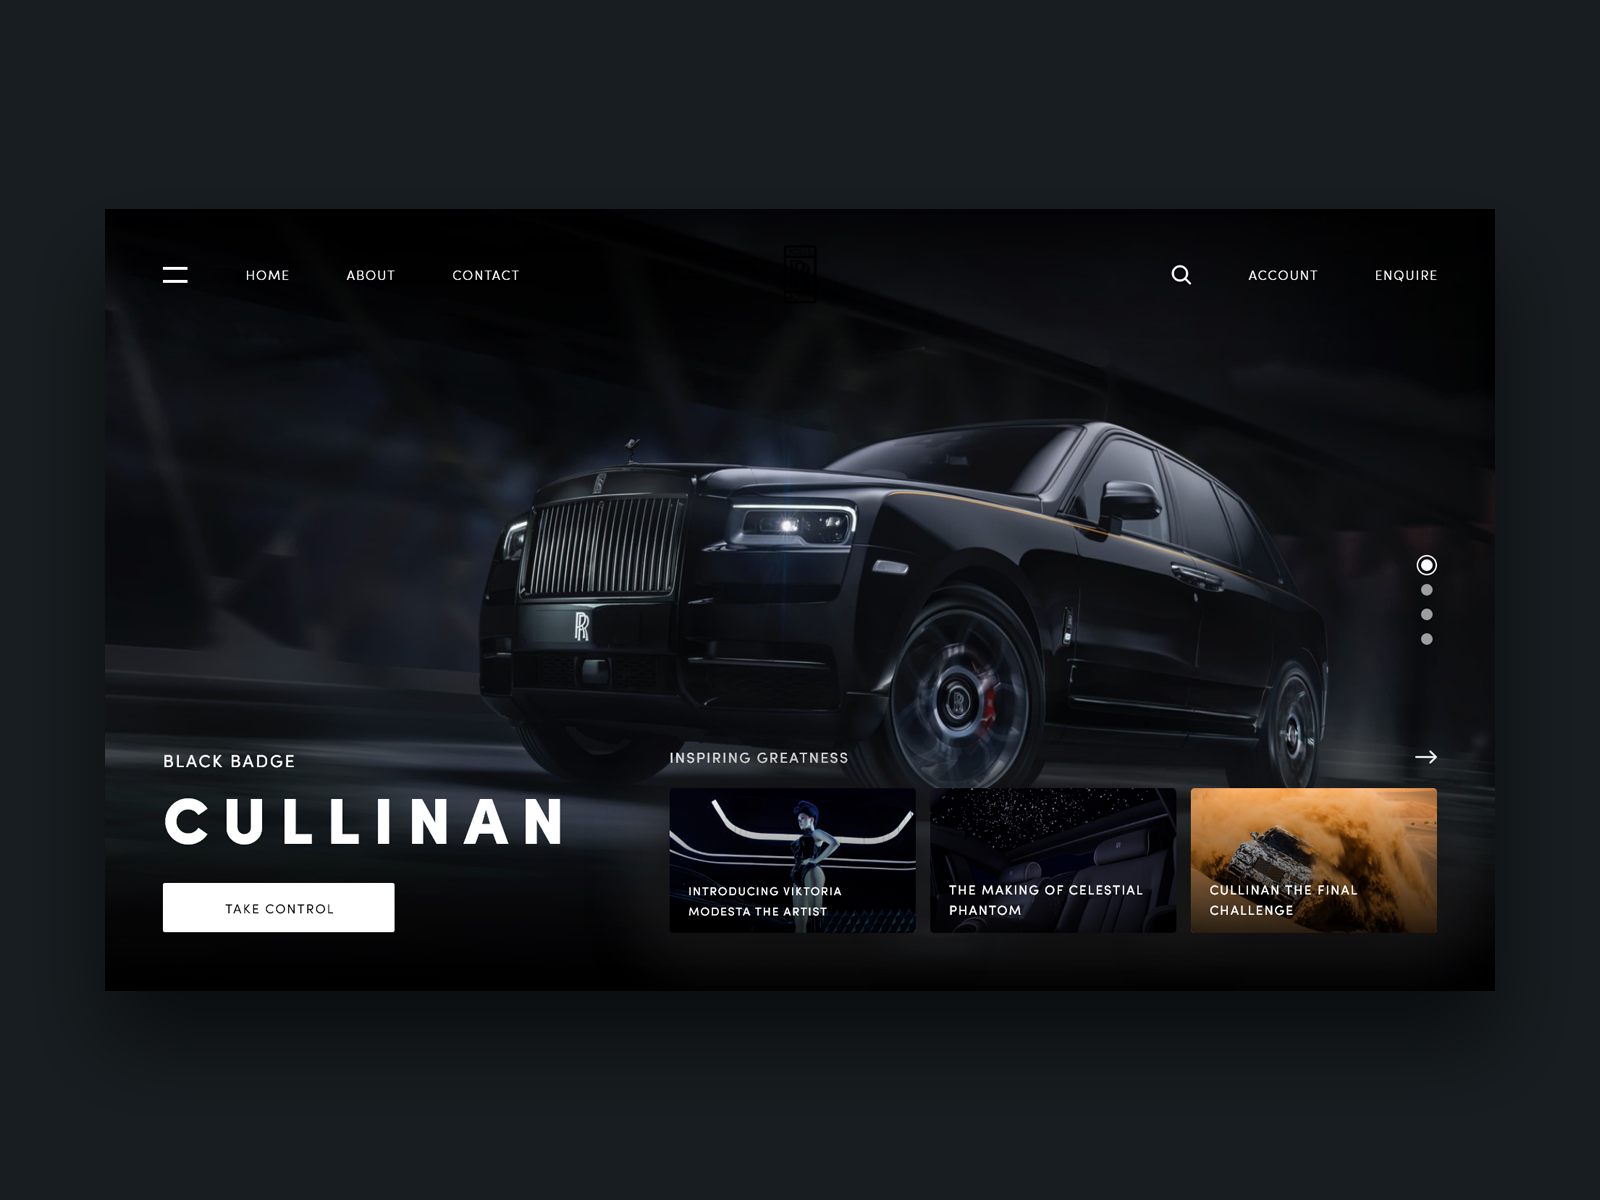 HOME
ABOUT
CONTACT
ACCOUNT
ENQUIRE
BLACK BADGE
CULLINAN
TAKE CONTROL
INSPIRING GREATNESS
INTRODUCING VIKTORIA
MODESTA THE ARTIST
THE MAKING OF CELESTIAL
PHANTOM
CULLINAN THE FINAL
CHALLENGE